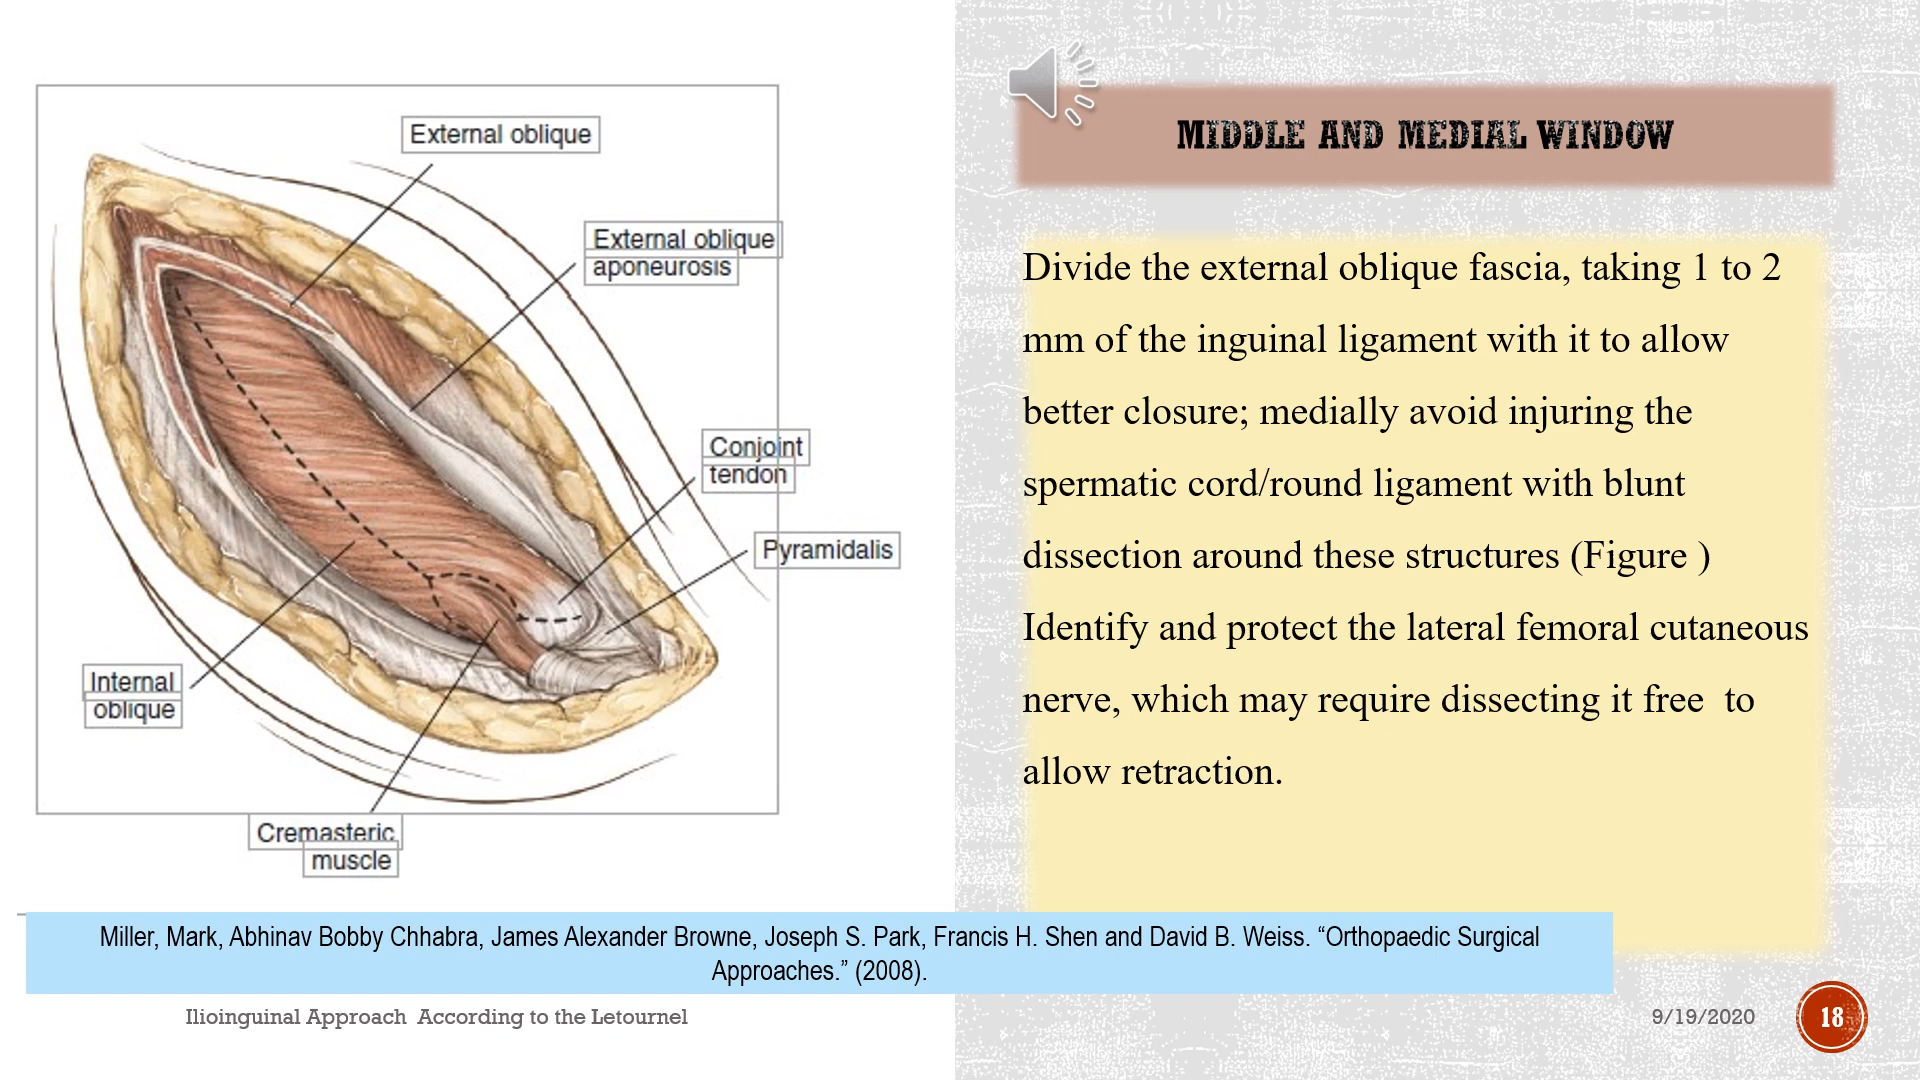 External oblique
External oblique
aponeurosis
Conjoint
tendon
Pyramidalis
Internal
oblique
Cremasteric
muscle
MIDDLE AND MEDIAL WINDOW
Divide the external oblique fascia, taking 1 to 2
mm of the inguinal ligament with it to allow
better closure; medially avoid injuring the
spermatic cord/round ligament with blunt
dissection around these structures (Figure )
Identify and protect the lateral femoral cutaneous
nerve, which may require dissecting it free  to
allow retraction.
Miller, Mark, Abhinav Bobby Chhabra, James Alexander Browne, Joseph S. Park, Francis H. Shen and David B. Weiss. “Orthopaedic Surgical
Approaches.” (2008).
Ilioinguinal Approach  According to the Letournel
9/19/2020
18